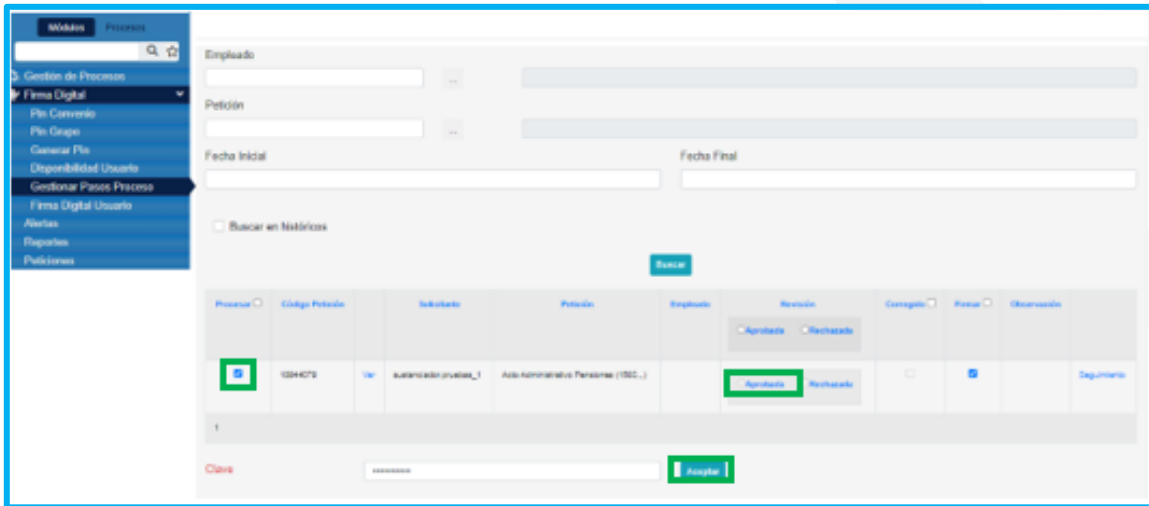 Módulos Procesos
Gestión de Procesos
Firma Digital
Pin Convenio
Pin Grupo
Generar Pin
Disponibilidad Usuario
Gestionar Pasos Proceso
Firma Digital Usuario
Alertas
Reportes
Peticiones
Empleado
...
Petición
...
Fecha Inicial Fecha Final
Buscar en históricos
Buscar
Procesar Código Petición Solicitante Petición Empleado Revisión Corregido Firmar Observación
Aprobada Rechazada
Ver sustanciador.pruebas_1 Acto Administrativo Pensiones Aprobada Rechazada Seguimiento
1
Clave Aceptar